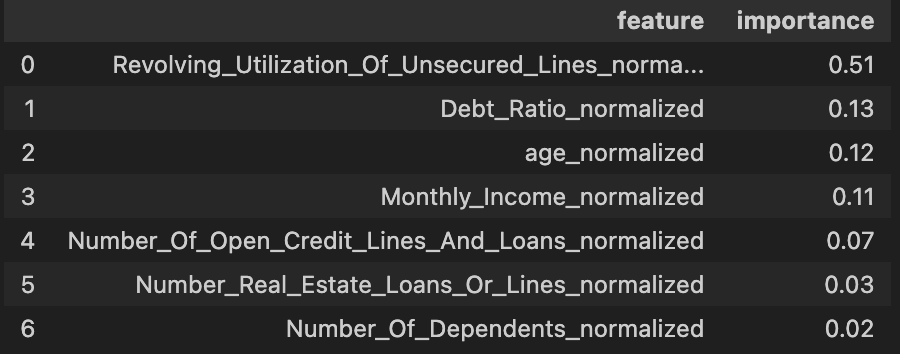 feature importance
0 Revolving_Utilization_Of_Unsecured_Lines_norma... 0.51
1 Debt_Ratio_normalized 0.13
2 age_normalized 0.12
3 Monthly_Income_normalized 0.11
4 Number_Of_Open_Credit_Lines_And_Loans_normalized 0.07
5 Number_Real_Estate_Loans_Or_Lines_normalized 0.03
6 Number_Of_Dependents_normalized 0.02